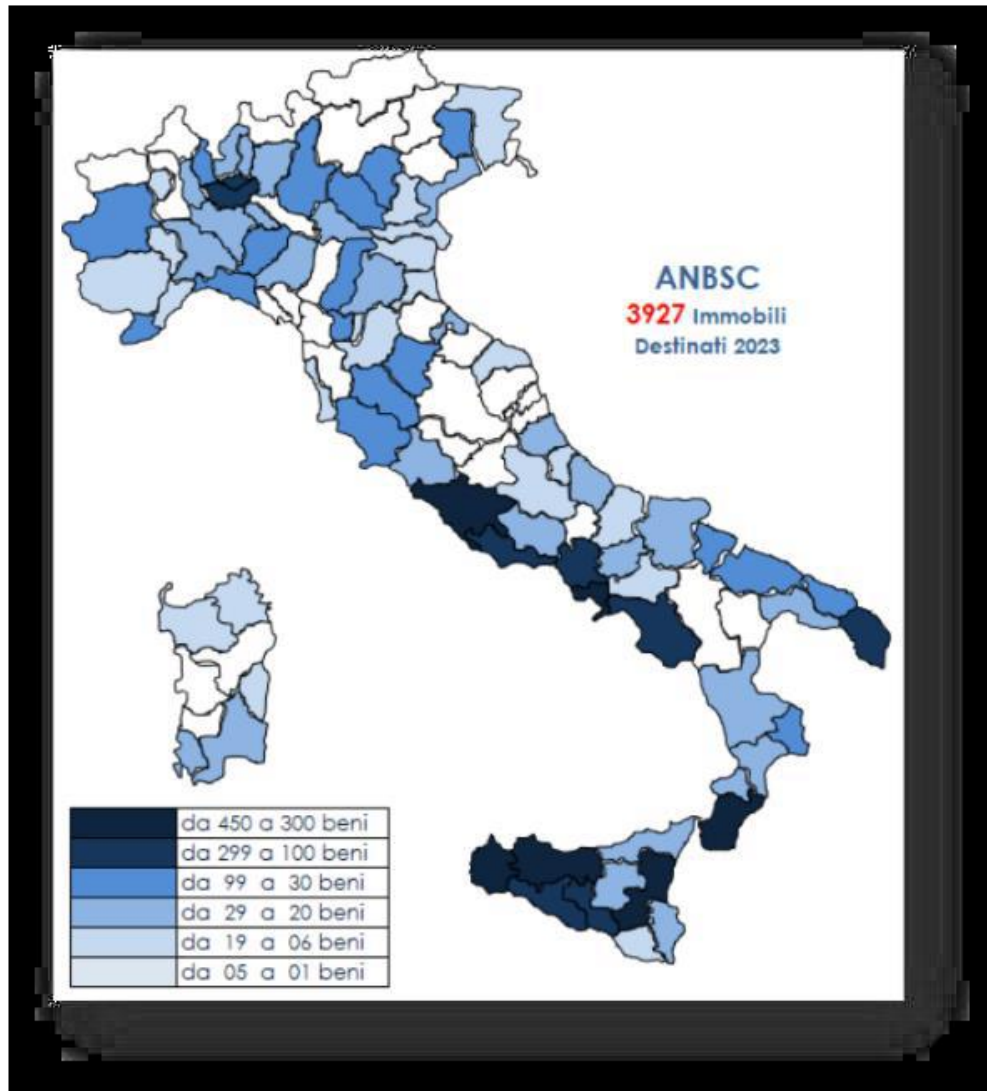 ANBSC
3927 Immobili
Destinati 2023
da 450 a 300 beni
da 299 a 100 beni
da 99 a 30 beni
da 29 a 20 beni
da 19 a 06 beni
da 05 a 01 beni